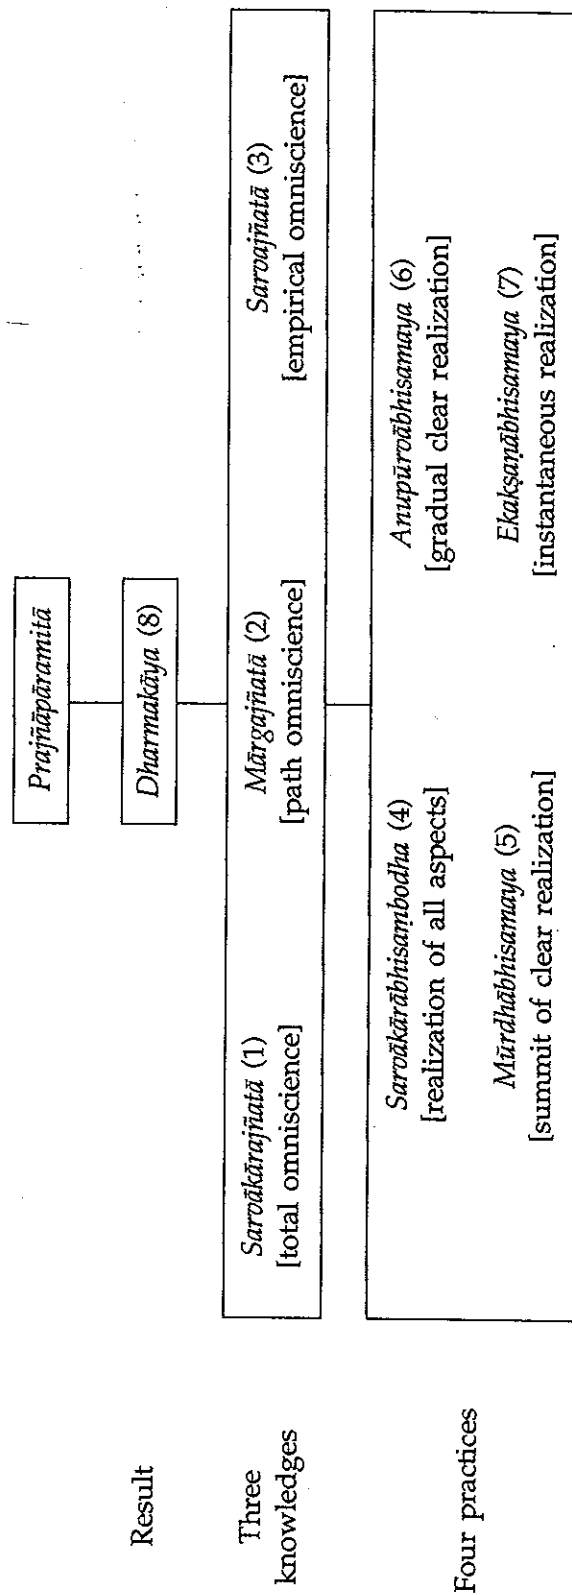 Prajñāpāramitā
Result
Dharmakāya (8)
Three
knowledges
Sarvākārajñatā (1)
[total omniscience]
Mārgajñatā (2)
[path omniscience]
Sarvajñatā (3)
[empirical omniscience]
Four practices
Sarvākārābhisaṃbodha (4)
[realization of all aspects]
Mūrdhābhisamaya (5)
[summit of clear realization]
Anupūrvābhisamaya (6)
[gradual clear realization]
Ekakṣaṇābhisamaya (7)
[instantaneous realization]